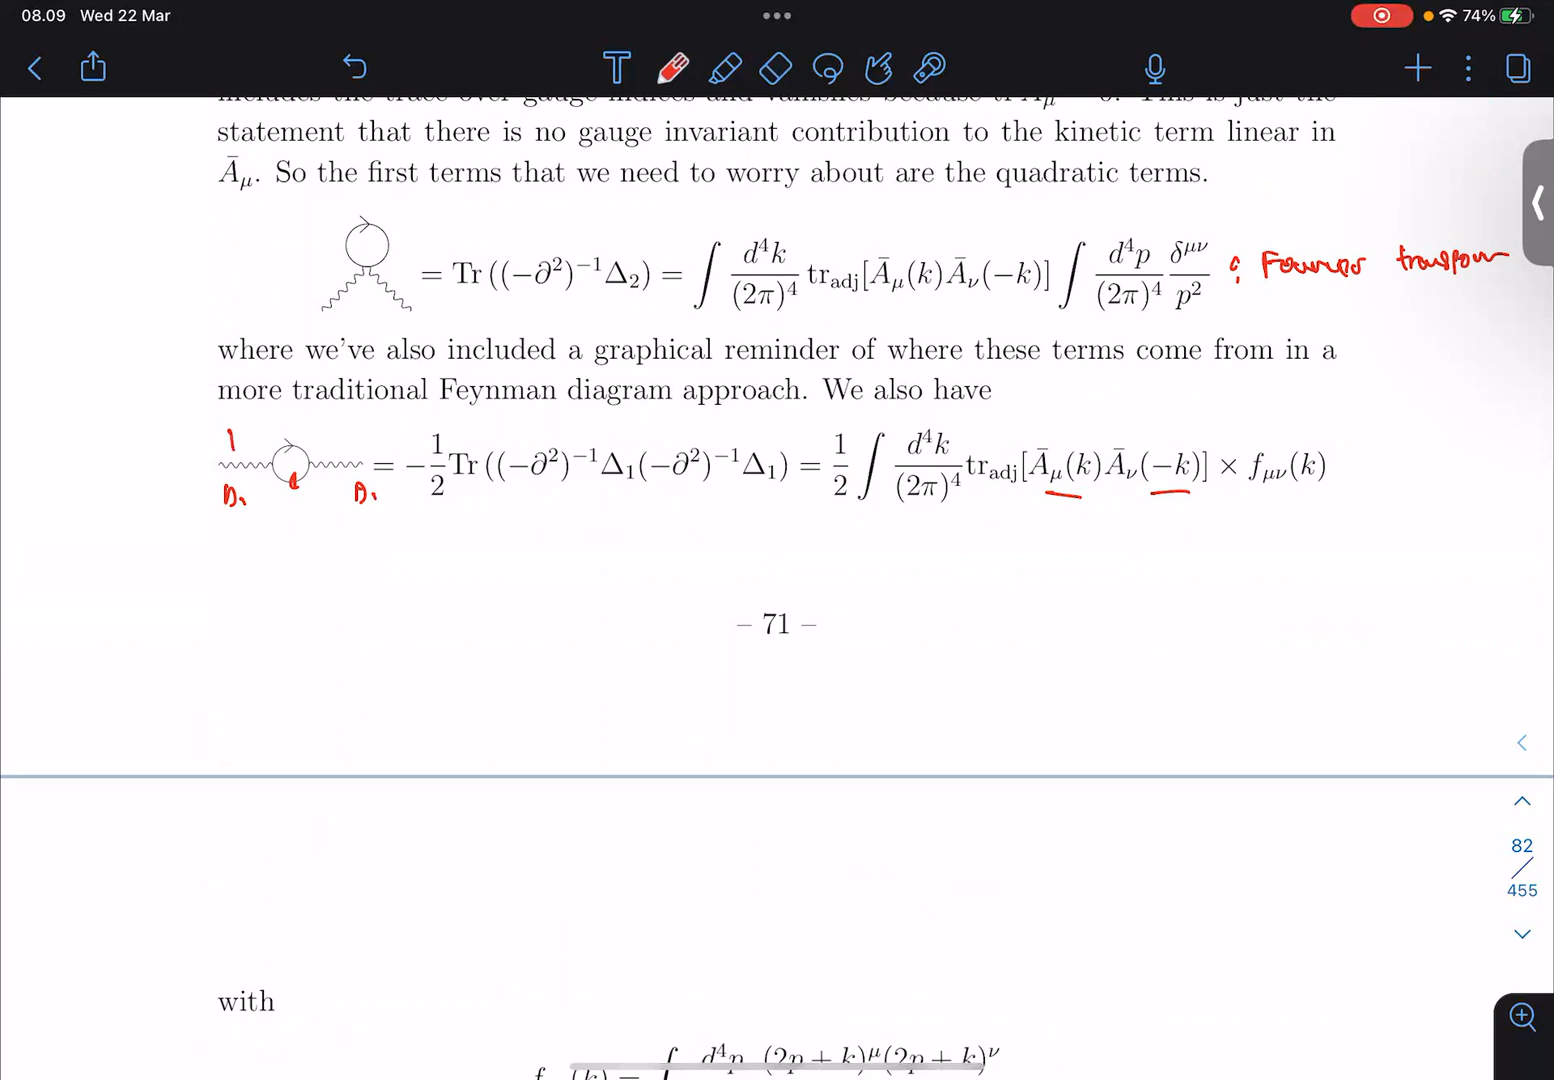 08.09 Wed 22 Mar
74%
statement that there is no gauge invariant contribution to the kinetic term linear in
Ā_μ. So the first terms that we need to worry about are the quadratic terms.
= Tr ((−∂²)⁻¹Δ₂) = ∫ d⁴k/(2π)⁴ tr_adj[Ā_μ(k)Ā_ν(−k)] ∫ d⁴p/(2π)⁴ δ^μν/p²
where we've also included a graphical reminder of where these terms come from in a
more traditional Feynman diagram approach. We also have
= −1/2 Tr ((−∂²)⁻¹Δ₁(−∂²)⁻¹Δ₁) = 1/2 ∫ d⁴k/(2π)⁴ tr_adj[Ā_μ(k)Ā_ν(−k)] × f_μν(k)
– 71 –
82
455
with